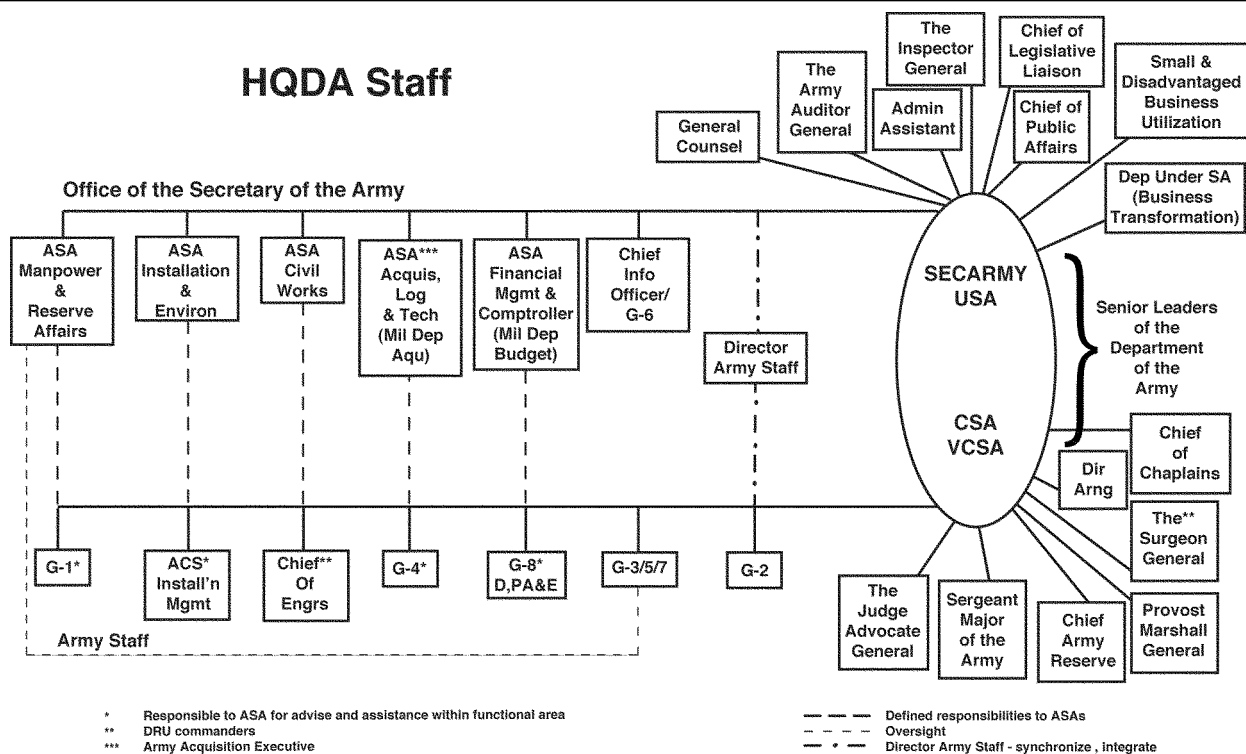 HQDA Staff
Office of the Secretary of the Army
General
Counsel
The
Army
Auditor
General
The
Inspector
General
Admin
Assistant
Chief of
Legislative
Liaison
Chief of
Public
Affairs
Small &
Disadvantaged
Business
Utilization
Dep Under SA
(Business
Transformation)
ASA
Manpower
&
Reserve
Affairs
ASA
Installation
&
Environ
ASA
Civil
Works
ASA***
Acquis,
Log
& Tech
(Mil Dep
Aqu)
ASA
Financial
Mgmt &
Comptroller
(Mil Dep
Budget)
Chief
Info
Officer/
G-6
Director
Army Staff
SECARMY
USA
CSA
VCSA
Senior Leaders
of the
Department
of the
Army
Chief
of
Chaplains
Dir
Arng
The**
Surgeon
General
Provost
Marshall
General
Chief
Army
Reserve
Sergeant
Major
of the
Army
The
Judge
Advocate
General
G-1*
ACS*
Install'n
Mgmt
Chief**
Of
Engrs
G-4*
G-8*
D,PA&E
G-3/5/7
G-2
Army Staff
* Responsible to ASA for advise and assistance within functional area
** DRU commanders
*** Army Acquisition Executive
Defined responsibilities to ASAs
Oversight
Director Army Staff - synchronize , integrate